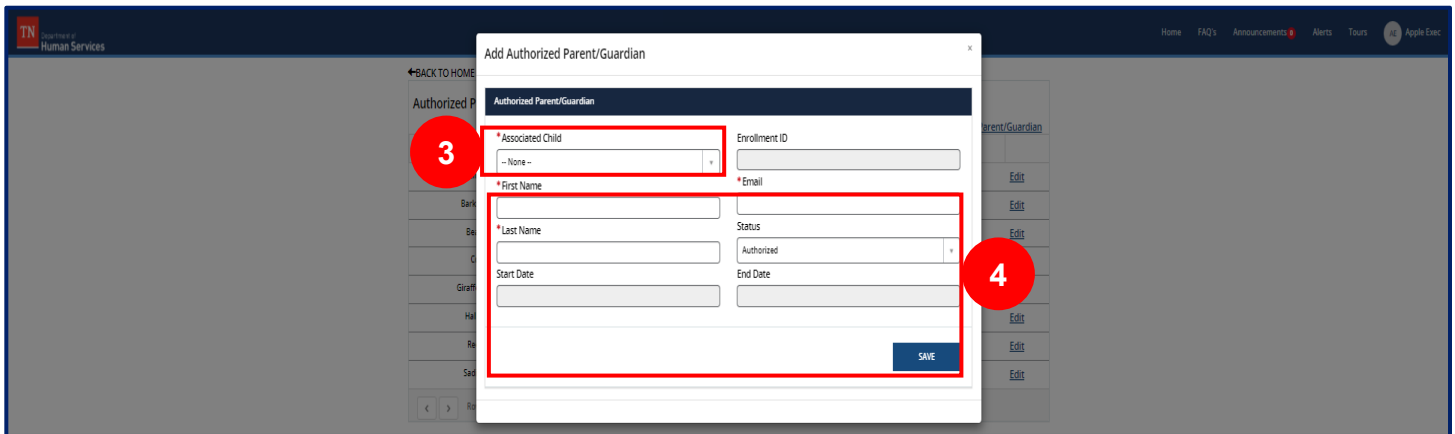 TN Department of
Human Services
Home FAQ's Announcements Alerts Tours AE Apple Exec
Add Authorized Parent/Guardian x
BACK TO HOME
Authorized P
Authorized Parent/Guardian
Parent/Guardian
3
*Associated Child
Enrollment ID
-- None --
*First Name
*Email
Edit
Bark
Edit
*Last Name
Status
Be
Edit
Authorized
4
Start Date
End Date
Giraff
Hal
Edit
Re
SAVE
Edit
Sad
Edit
< >